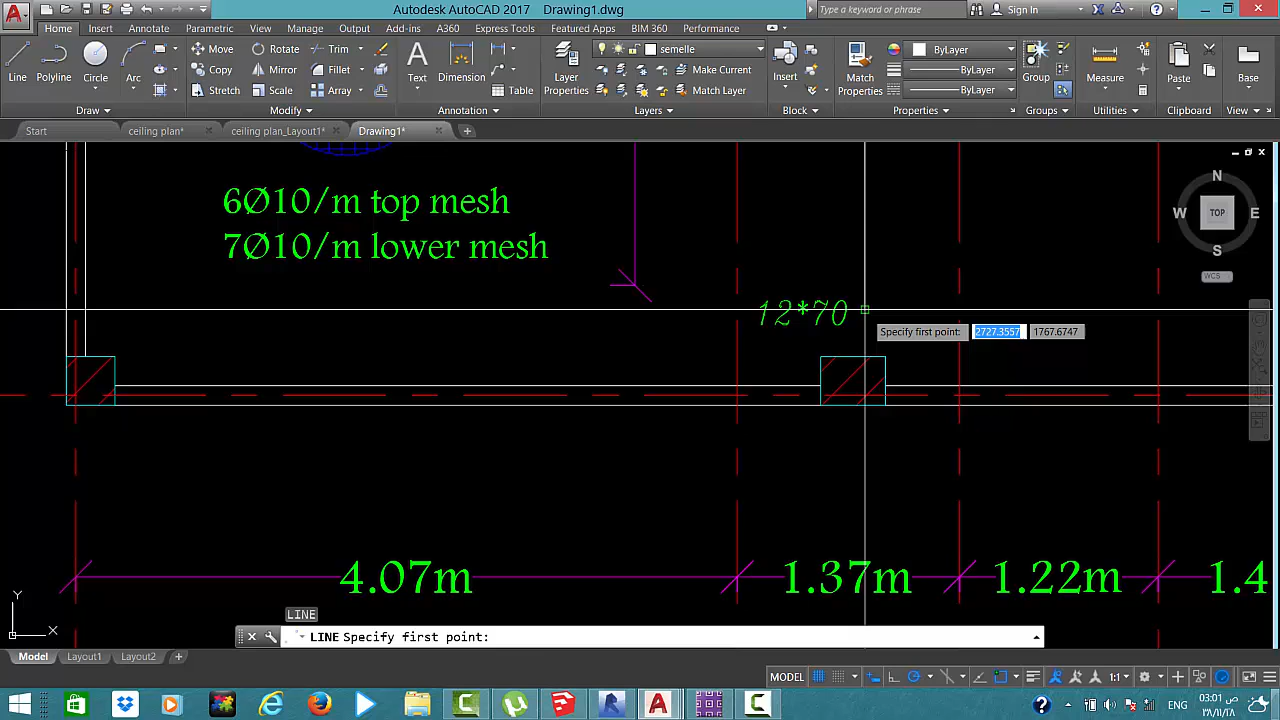 Autodesk AutoCAD 2017 Drawing1.dwg
Type a keyword or phrase
Sign In
Home Insert Annotate Parametric View Manage Output Add-ins A360 Express Tools Featured Apps BIM 360 Performance
Line Polyline Circle Arc
Move Rotate Trim
Copy Mirror Fillet
Stretch Scale Array
Text Dimension
Table
Layer Properties
semelle
Make Current
Match Layer
Insert
Match Properties
ByLayer
ByLayer
ByLayer
Group
Measure
Paste
Base
Draw Modify Annotation Layers Block Properties Groups Utilities Clipboard View
Start ceiling plan* ceiling plan_Layout1* Drawing1*
N
W TOP E
S
WCS
6Ø10/m top mesh
7Ø10/m lower mesh
12*70
Specify first point: 2727.3557 1767.6747
4.07m 1.37m 1.22m 1.4
Y
X
LINE
LINE Specify first point:
Model Layout1 Layout2
MODEL 1:1
ENG
03:01 ص